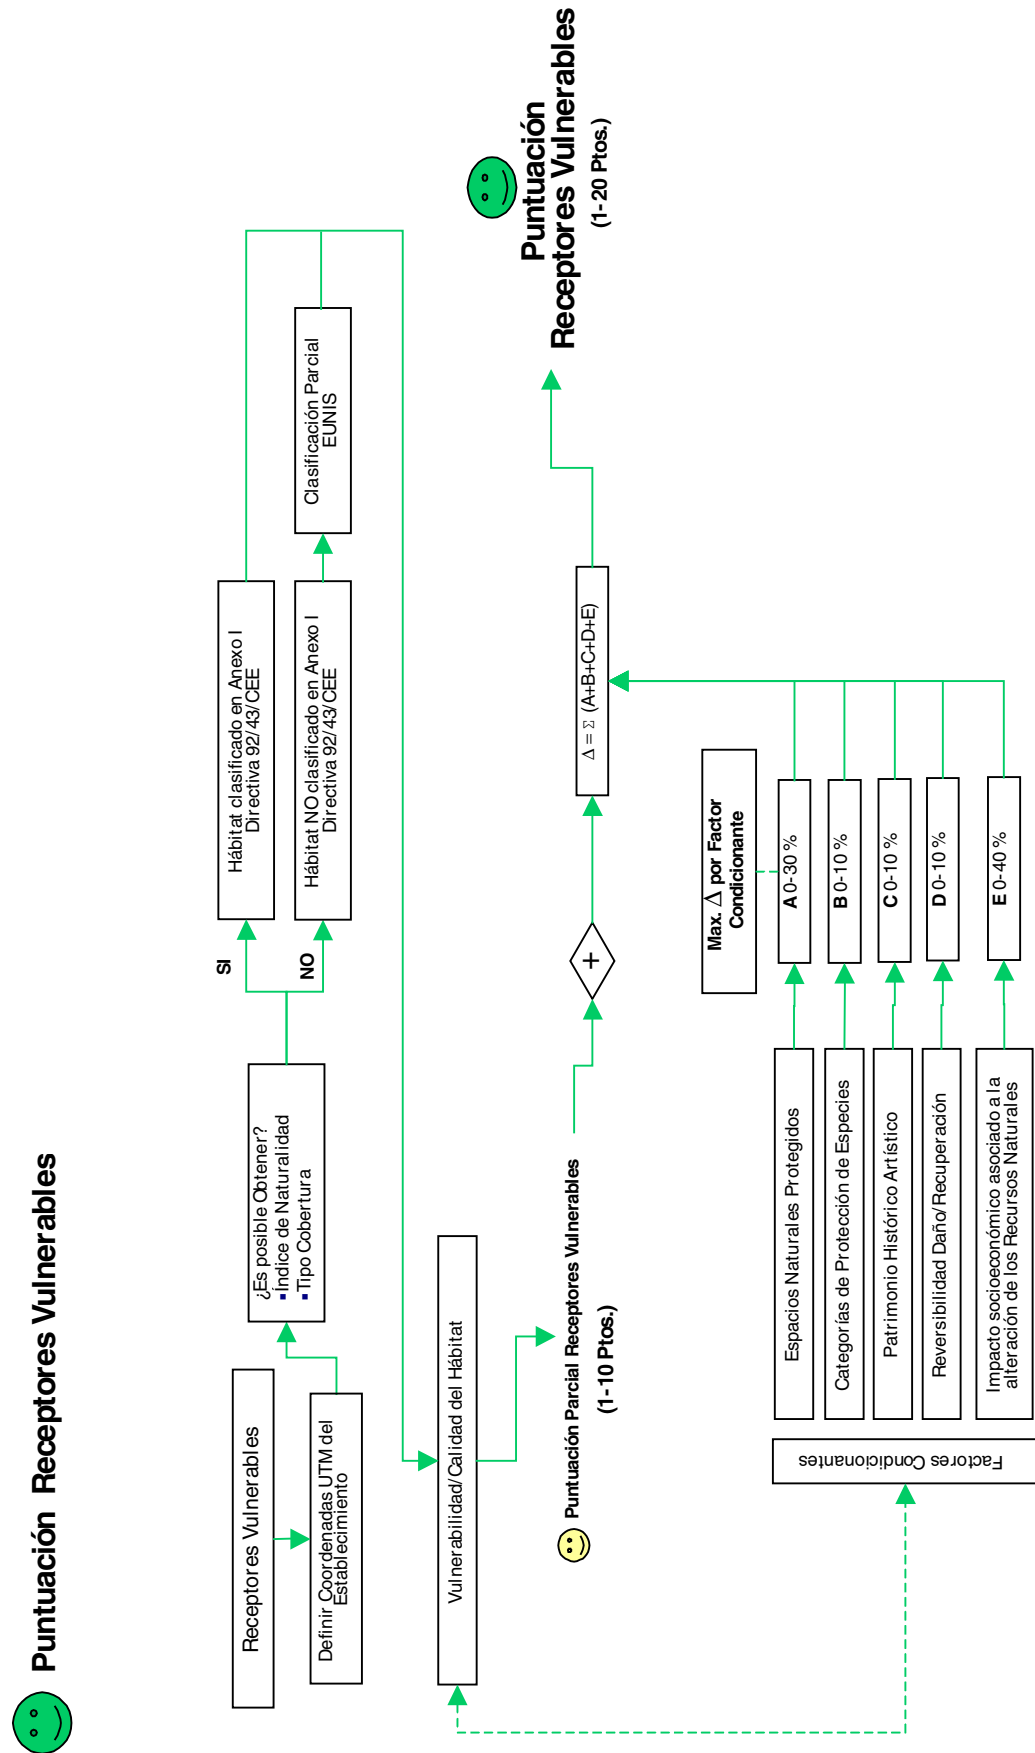 Puntuación Receptores Vulnerables
Receptores Vulnerables
Definir Coordenadas UTM del
Establecimiento
¿Es posible Obtener?
▪Índice de Naturalidad
▪Tipo Cobertura
SI
NO
Hábitat clasificado en Anexo I
Directiva 92/43/CEE
Hábitat NO clasificado en Anexo I
Directiva 92/43/CEE
Clasificación Parcial
EUNIS
Vulnerabilidad/Calidad del Hábitat
Puntuación Parcial Receptores Vulnerables
(1-10 Ptos.)
+
Δ = Σ (A+B+C+D+E)
Puntuación
Receptores Vulnerables
(1-20 Ptos.)
Max. Δ por Factor
Condicionante
Factores Condicionantes
Espacios Naturales Protegidos
A 0-30 %
Categorías de Protección de Especies
B 0-10 %
Patrimonio Histórico Artístico
C 0-10 %
Reversibilidad Daño/Recuperación
D 0-10 %
Impacto socioeconómico asociado a la
alteración de los Recursos Naturales
E 0-40 %